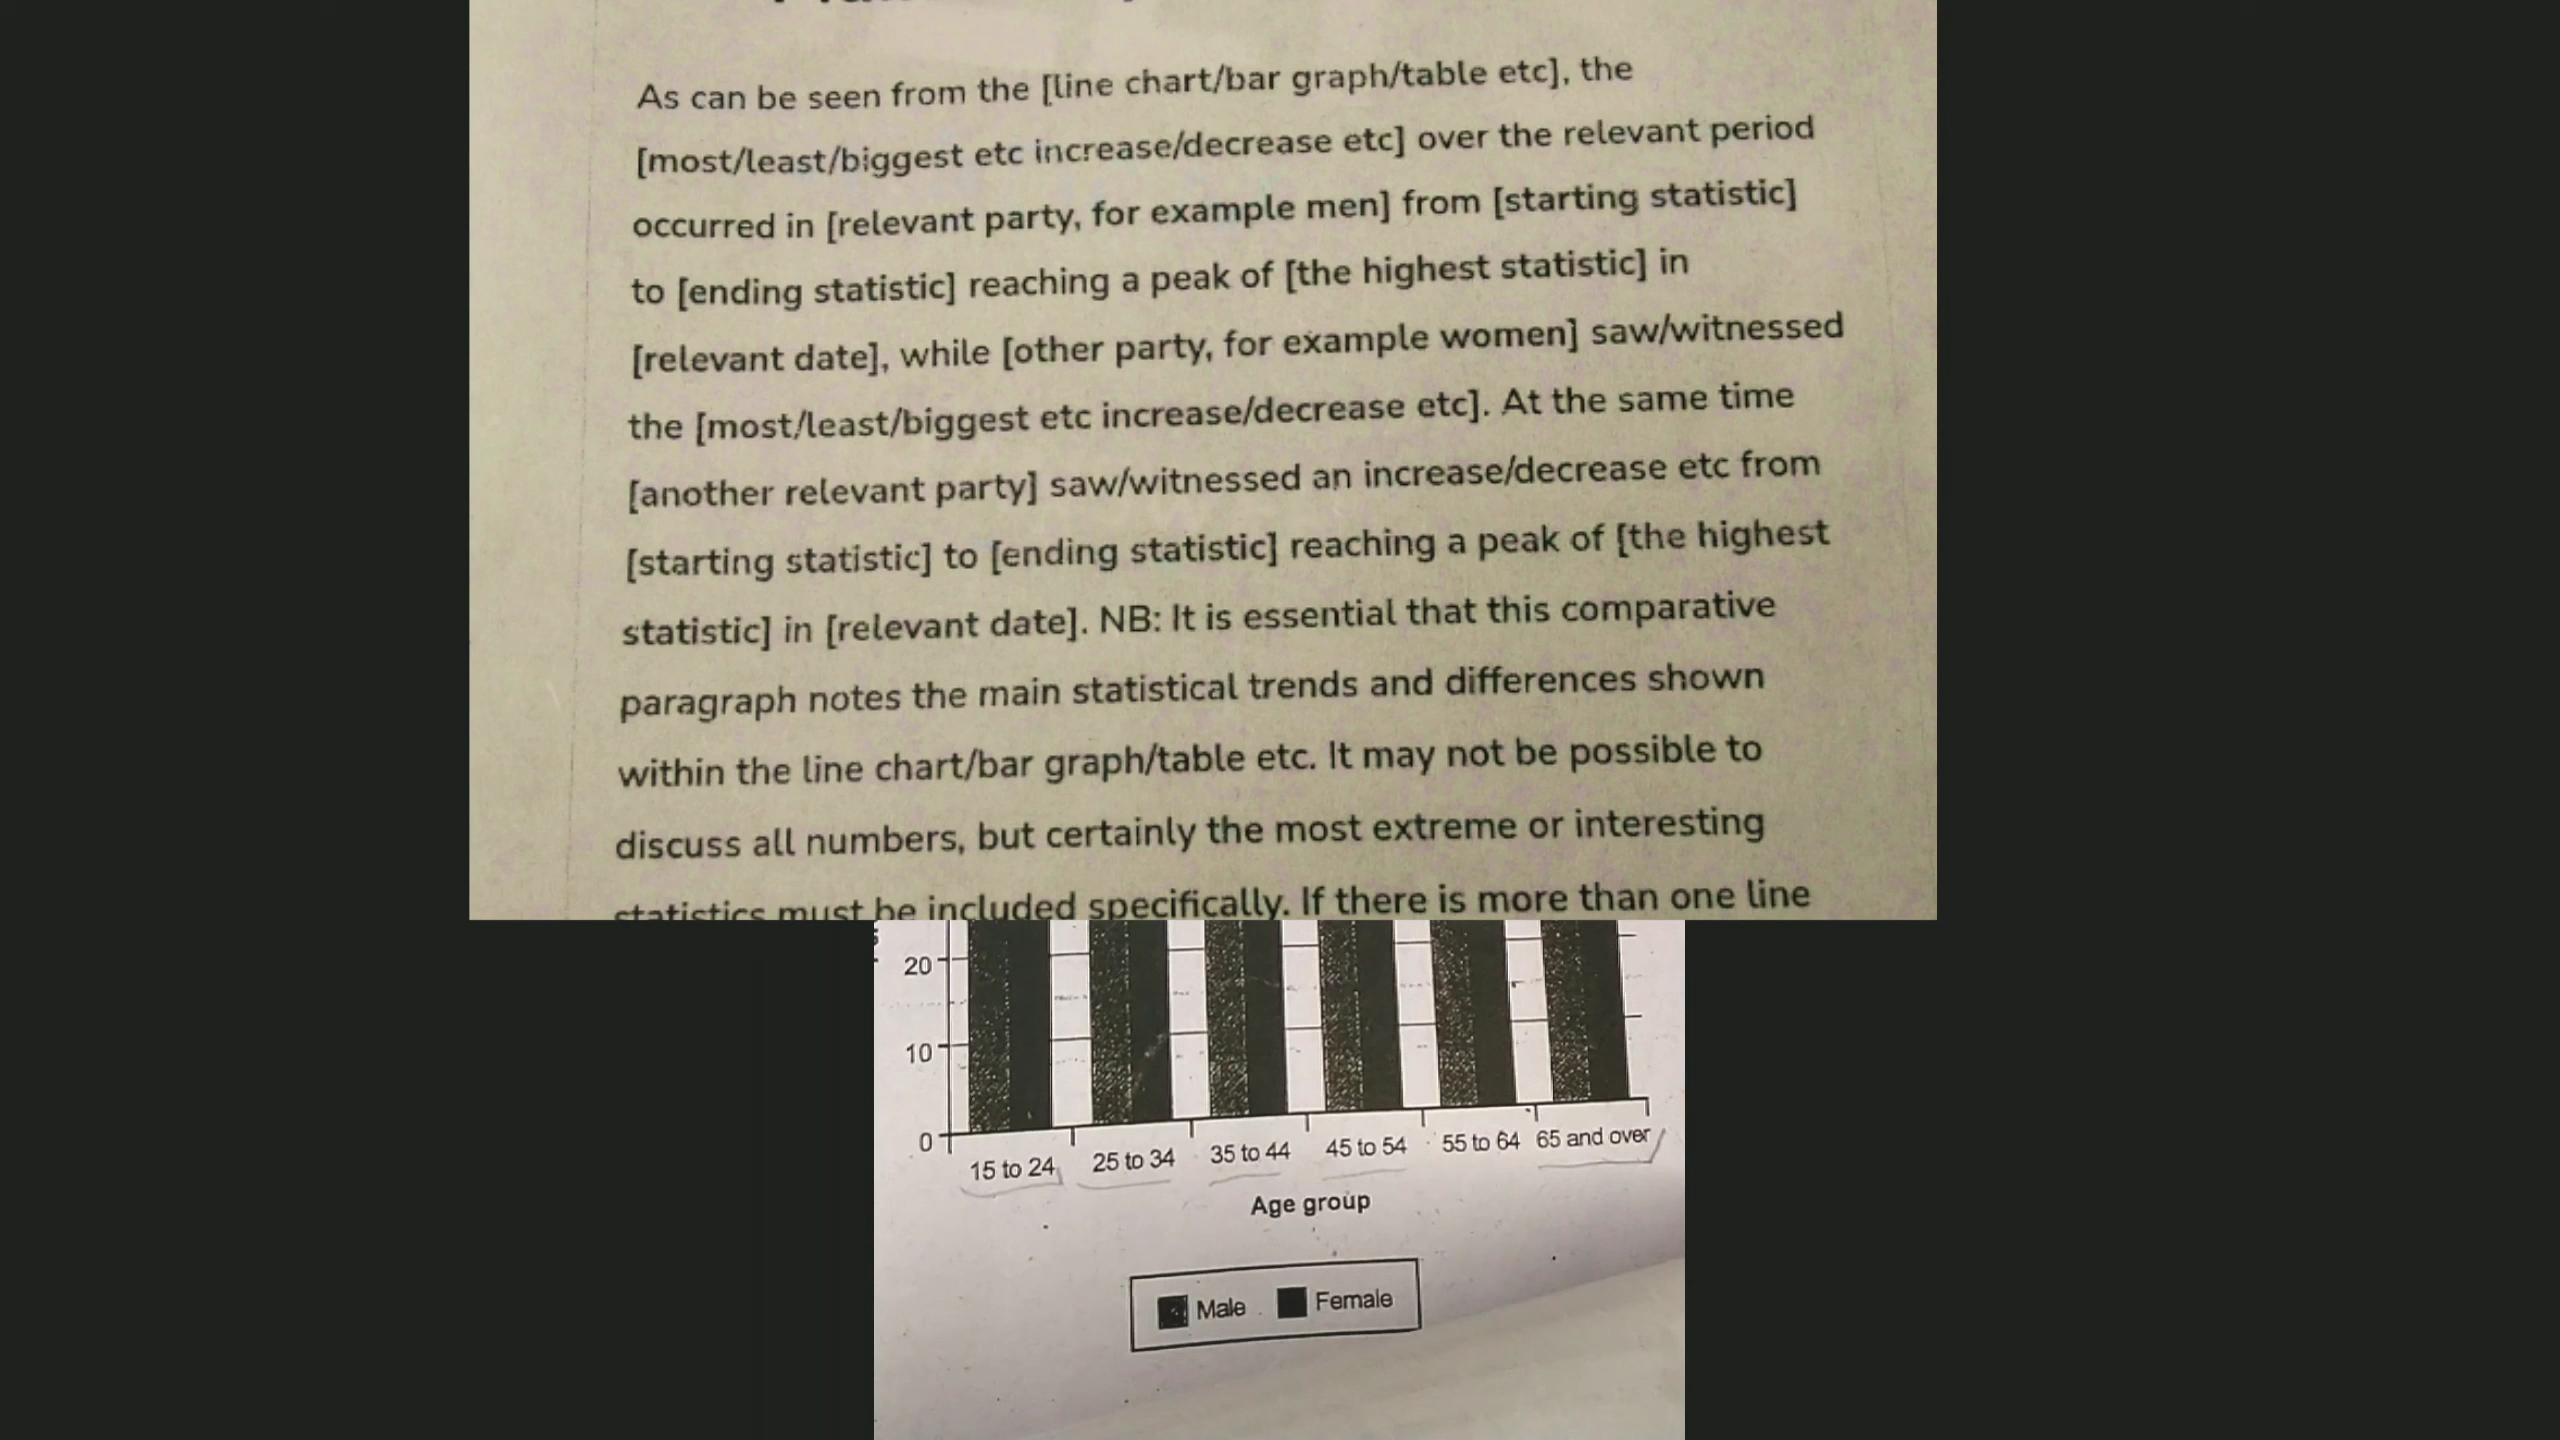 As can be seen from the [line chart/bar graph/table etc], the
[most/least/biggest etc increase/decrease etc] over the relevant period
occurred in [relevant party, for example men] from [starting statistic]
to [ending statistic] reaching a peak of [the highest statistic] in
[relevant date], while [other party, for example women] saw/witnessed
the [most/least/biggest etc increase/decrease etc]. At the same time
[another relevant party] saw/witnessed an increase/decrease etc from
[starting statistic] to [ending statistic] reaching a peak of [the highest
statistic] in [relevant date]. NB: It is essential that this comparative
paragraph notes the main statistical trends and differences shown
within the line chart/bar graph/table etc. It may not be possible to
discuss all numbers, but certainly the most extreme or interesting
statistics must be included specifically. If there is more than one line
20
10
0
15 to 24 25 to 34 35 to 44 45 to 54 55 to 64 65 and over
Age group
Male Female